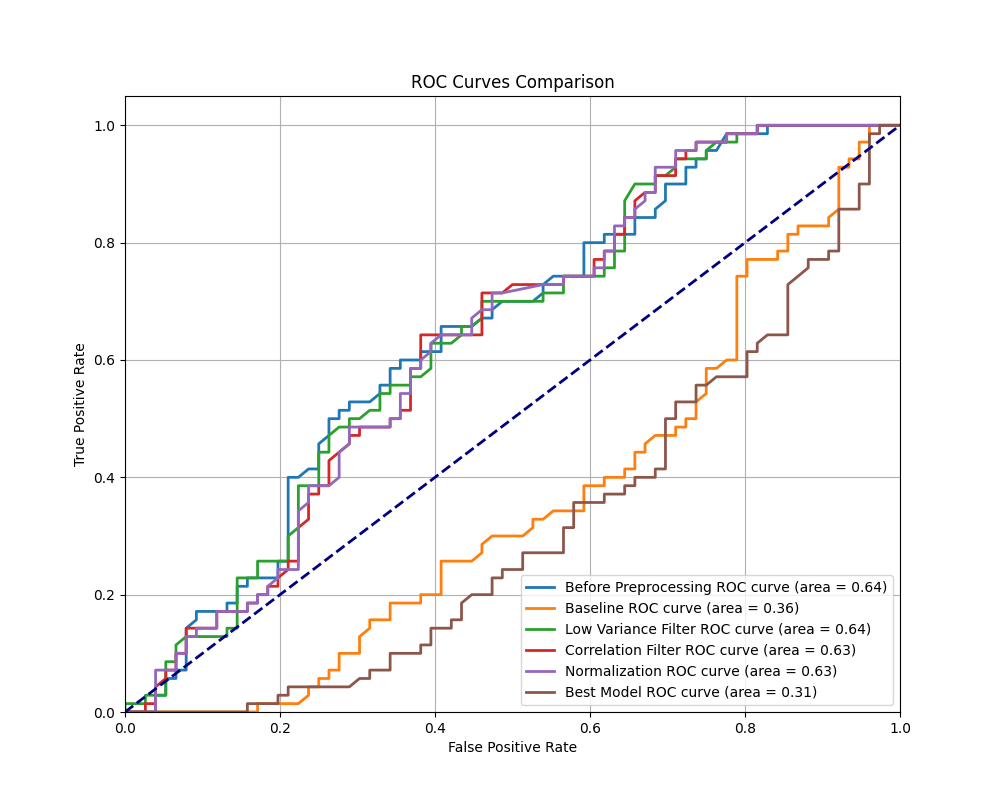 ROC Curves Comparison
1.0
0.8
0.6
0.4
0.2
0.0
True Positive Rate
Before Preprocessing ROC curve (area = 0.64)
Baseline ROC curve (area = 0.36)
Low Variance Filter ROC curve (area = 0.64)
Correlation Filter ROC curve (area = 0.63)
Normalization ROC curve (area = 0.63)
Best Model ROC curve (area = 0.31)
0.0 0.2 0.4 0.6 0.8 1.0
False Positive Rate